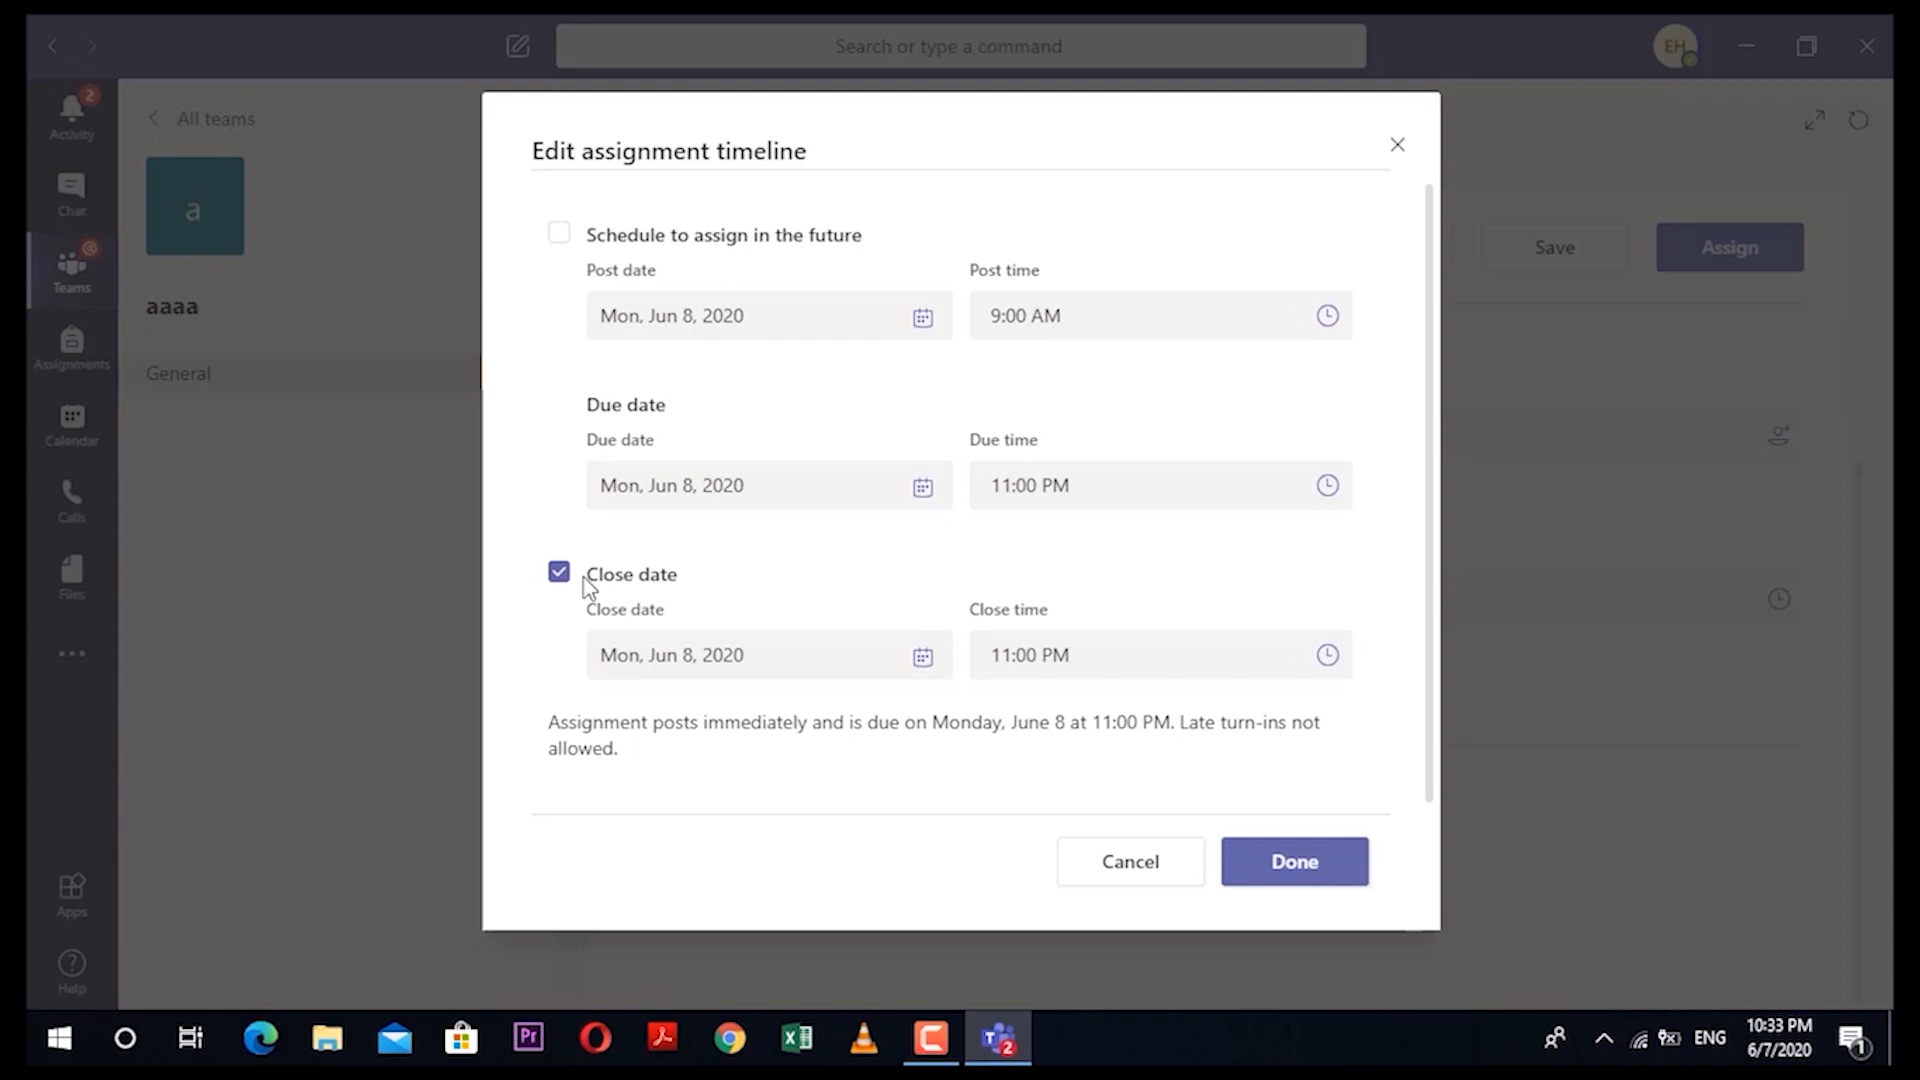 Search or type a command
EH
2
Activity
All teams
Edit assignment timeline
Chat
a
Schedule to assign in the future
Save
Assign
Post date
Post time
Teams
aaaa
Mon, Jun 8, 2020
9:00 AM
Assignments
General
Due date
Due date
Due time
Calendar
Mon, Jun 8, 2020
11:00 PM
Calls
Close date
Files
Close date
Close time
Mon, Jun 8, 2020
11:00 PM
Assignment posts immediately and is due on Monday, June 8 at 11:00 PM. Late turn-ins not
allowed.
Cancel
Done
Apps
Help
Pr
T
2
ENG
10:33 PM
6/7/2020
1